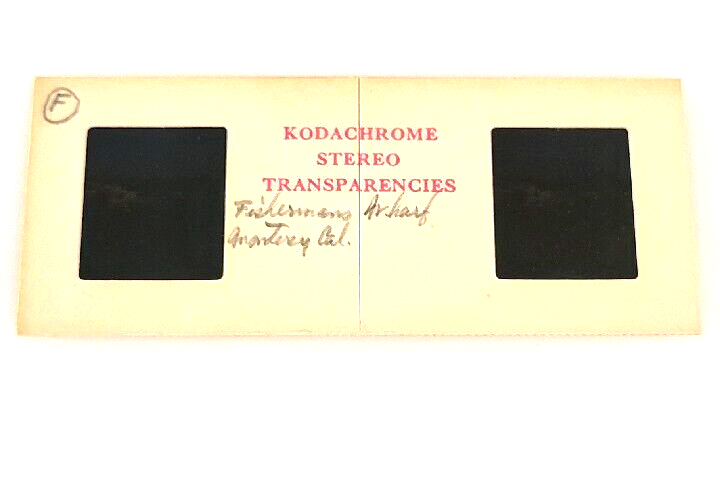 F
KODACHROME
STEREO
TRANSPARENCIES
Fishermans Wharf
Monterey Cal.